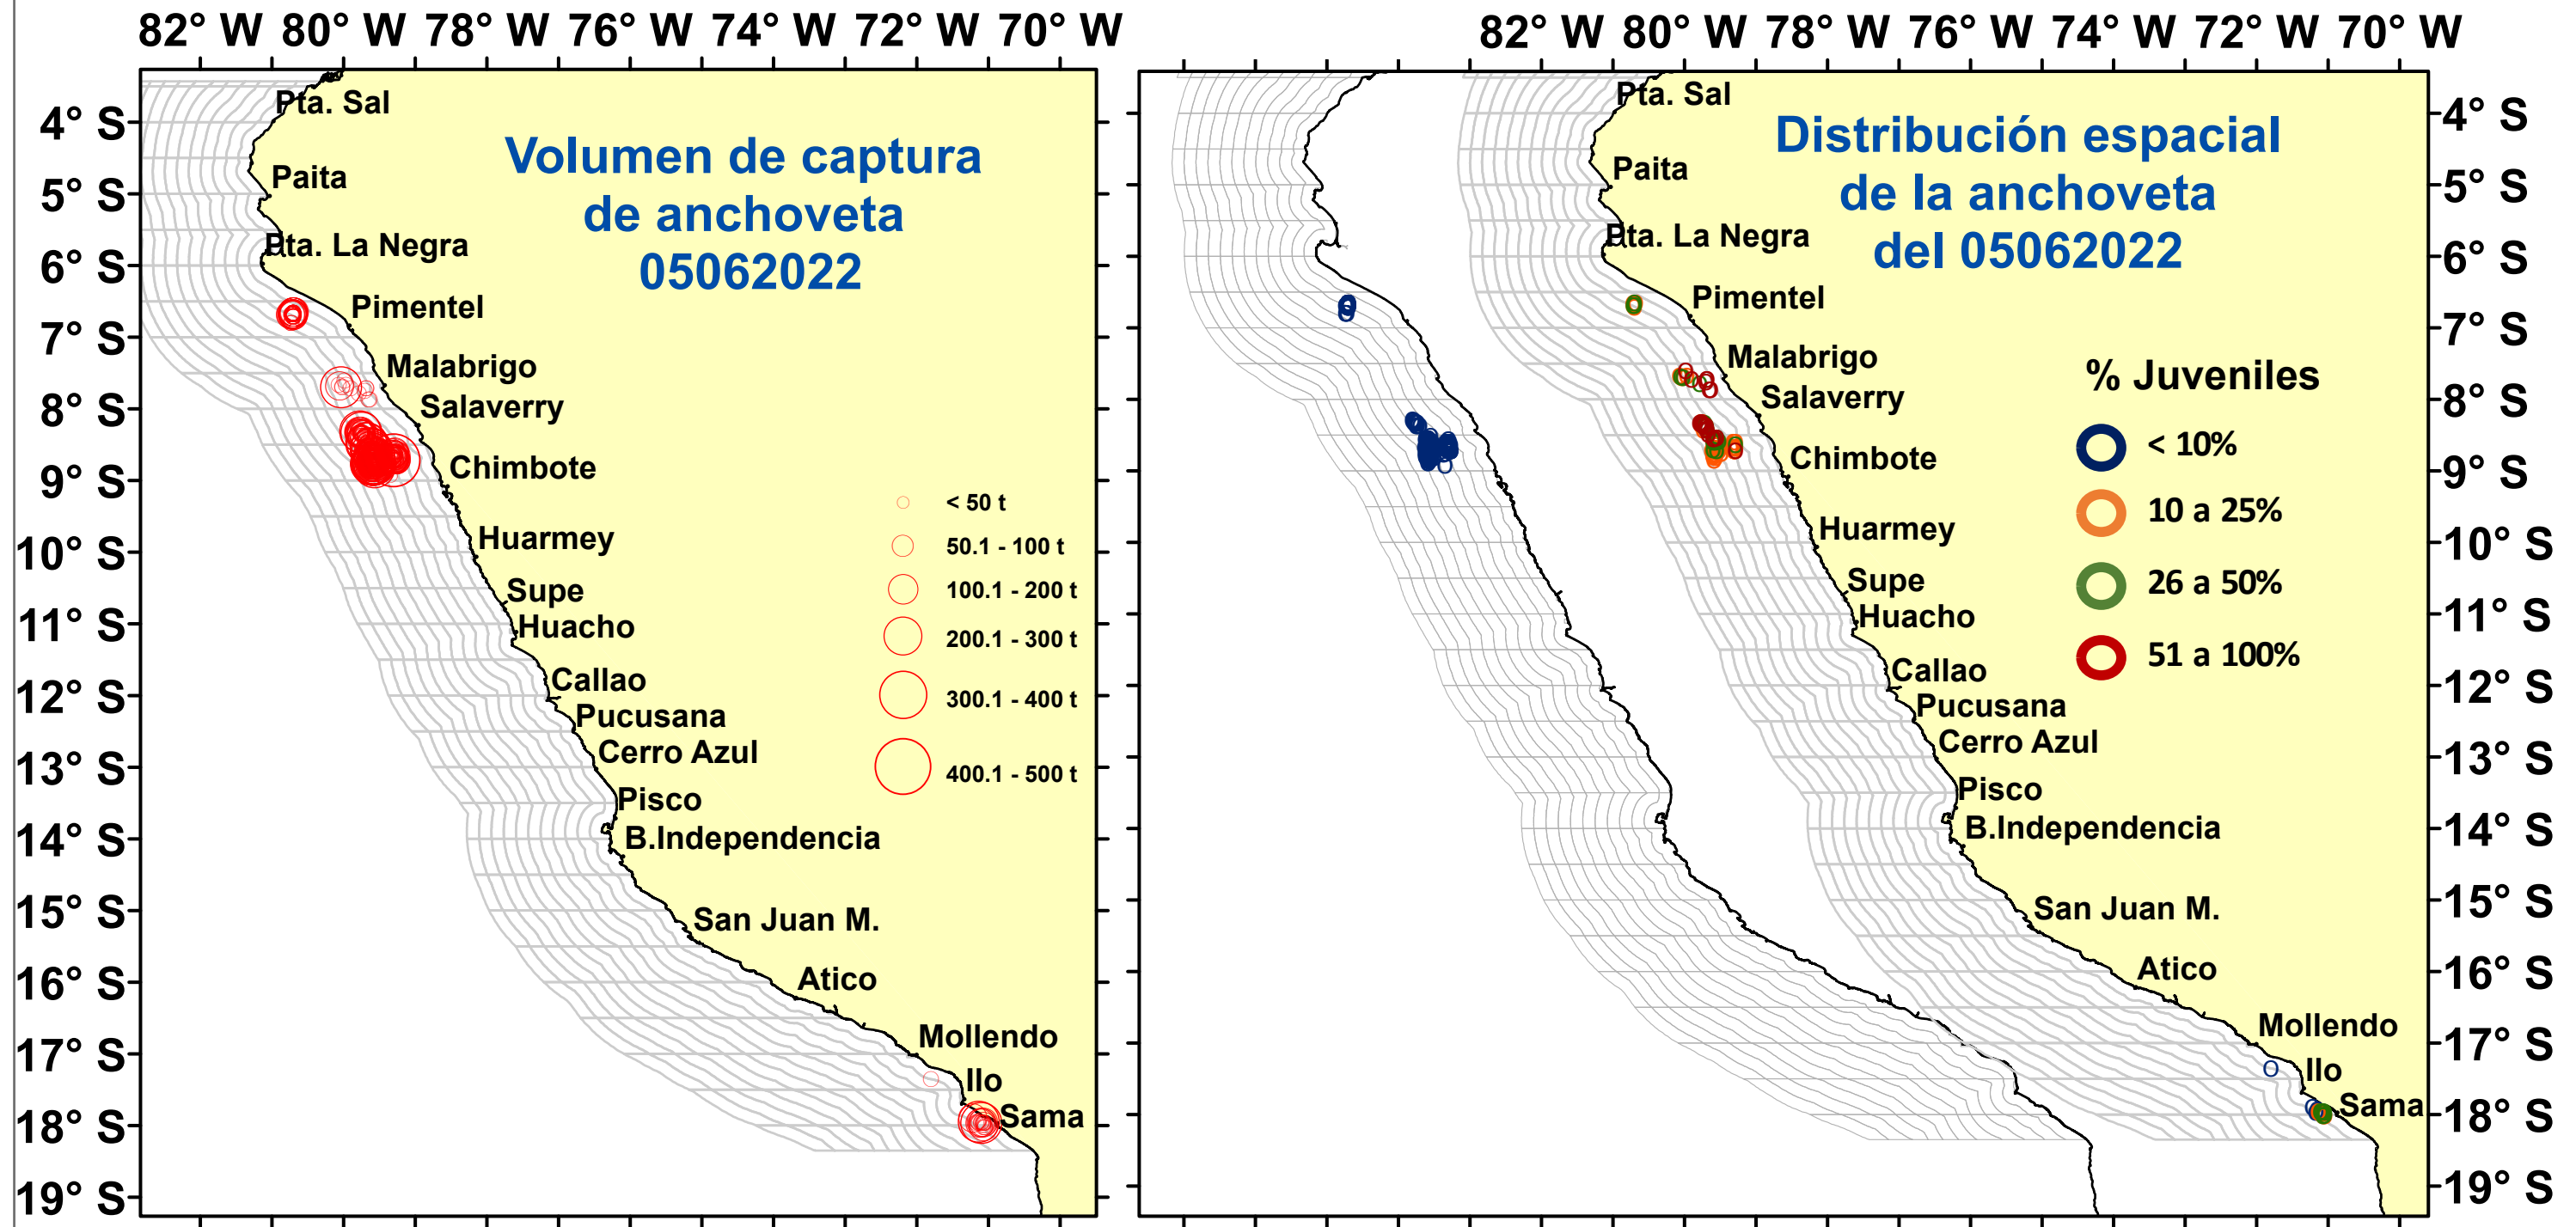 82° W 80° W 78° W 76° W 74° W 72° W 70° W
4° S
5° S
6° S
7° S
8° S
9° S
10° S
11° S
12° S
13° S
14° S
15° S
16° S
17° S
18° S
19° S
Volumen de captura
de anchoveta
05062022
Pta. Sal
Paita
Pta. La Negra
Pimentel
Malabrigo
Salaverry
Chimbote
Huarmey
Supe
Huacho
Callao
Pucusana
Cerro Azul
Pisco
B.Independencia
San Juan M.
Atico
Mollendo
Ilo
Sama
< 50 t
50.1 - 100 t
100.1 - 200 t
200.1 - 300 t
300.1 - 400 t
400.1 - 500 t
82° W 80° W 78° W 76° W 74° W 72° W 70° W
Distribución espacial
de la anchoveta
del 05062022
Pta. Sal
Paita
Pta. La Negra
Pimentel
Malabrigo
Salaverry
Chimbote
Huarmey
Supe
Huacho
Callao
Pucusana
Cerro Azul
Pisco
B.Independencia
San Juan M.
Atico
Mollendo
Ilo
Sama
% Juveniles
< 10%
10 a 25%
26 a 50%
51 a 100%
4° S
5° S
6° S
7° S
8° S
9° S
10° S
11° S
12° S
13° S
14° S
15° S
16° S
17° S
18° S
19° S